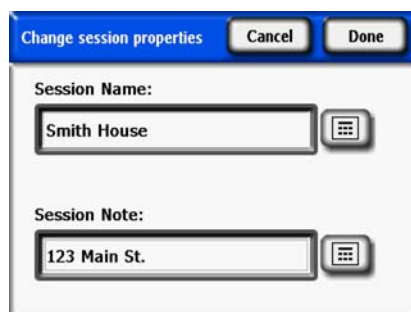 Change session properties Cancel Done
Session Name:
Smith House
Session Note:
123 Main St.